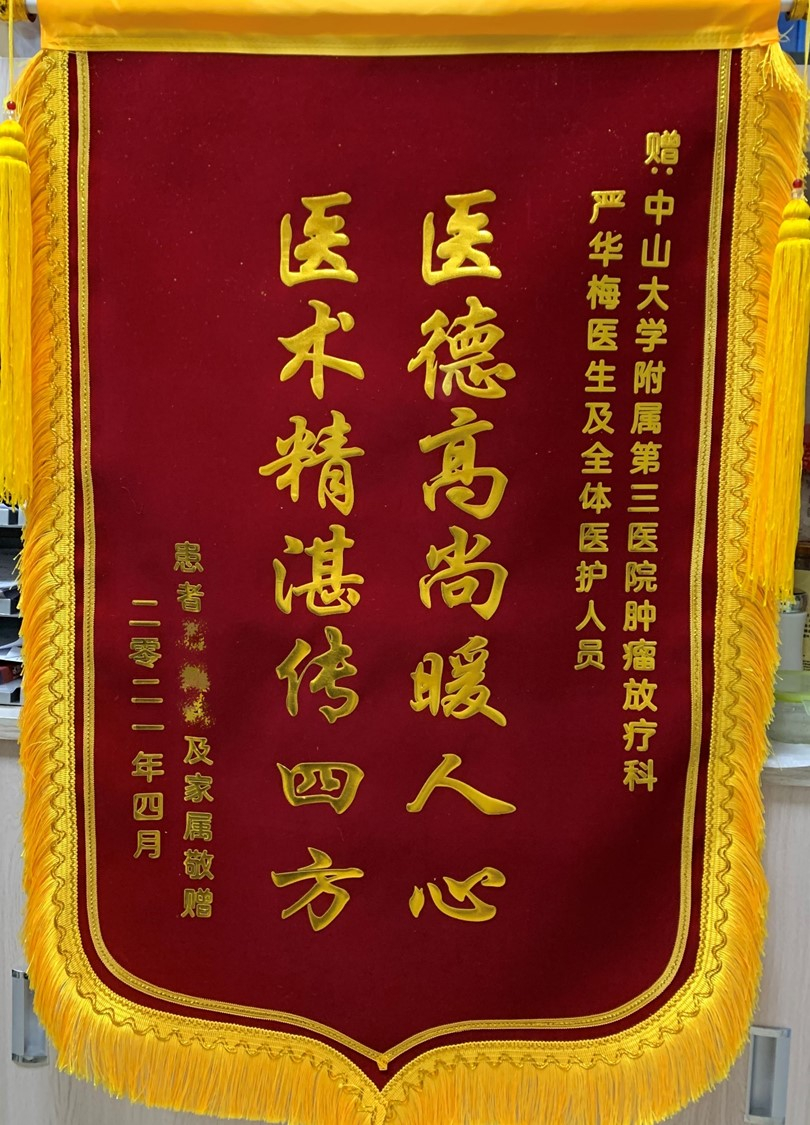 赠:中山大学附属第三医院肿瘤放疗科
严华梅医生及全体医护人员
医德高尚暖人心
医术精湛传四方
患者 及家属敬赠
二零二一年四月